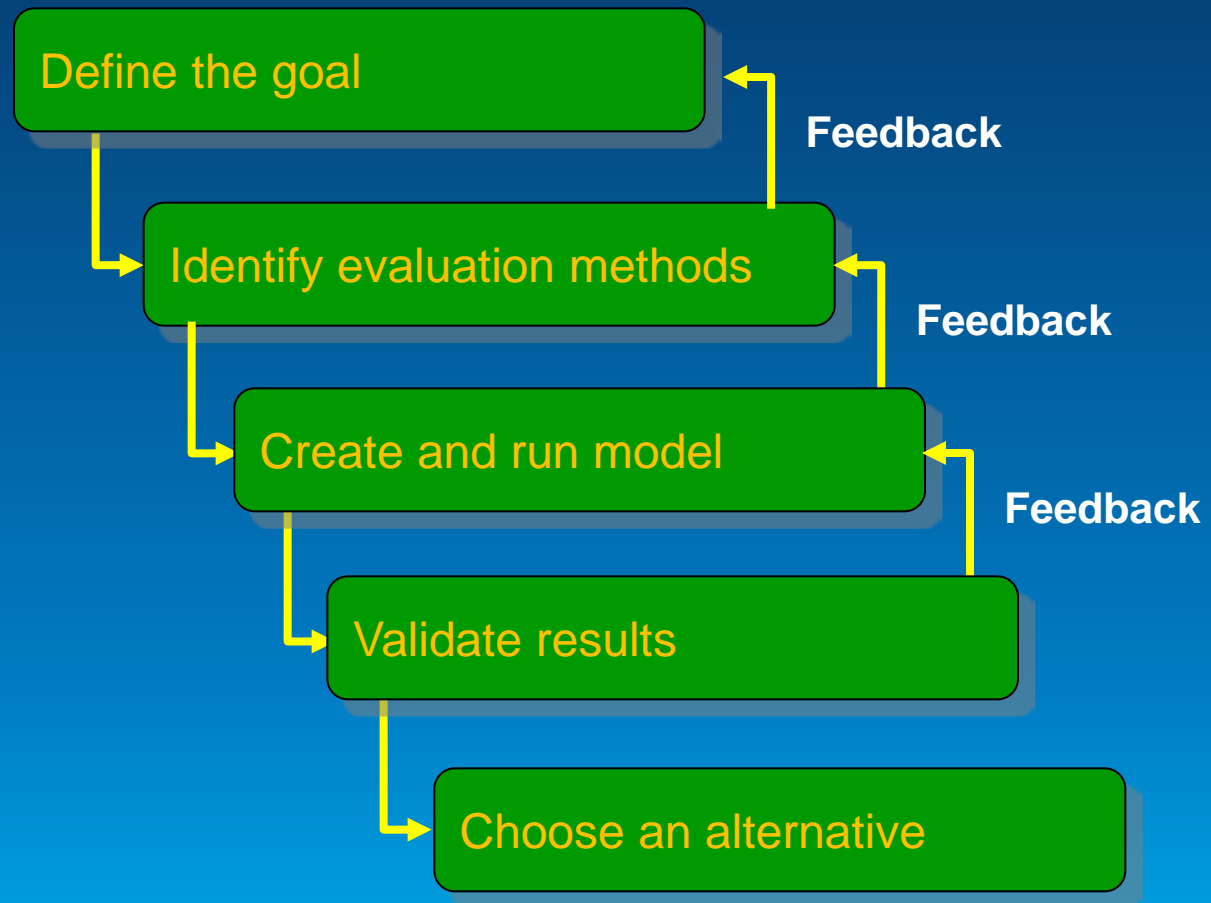 Define the goal
Feedback
Identify evaluation methods
Feedback
Create and run model
Feedback
Validate results
Choose an alternative